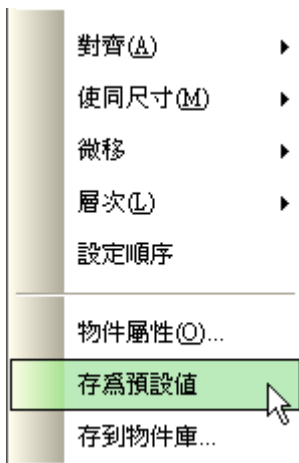 對齊(A)
使同尺寸(M)
微移
層次(L)
設定順序
物件屬性(O)...
存為預設值
存到物件庫...